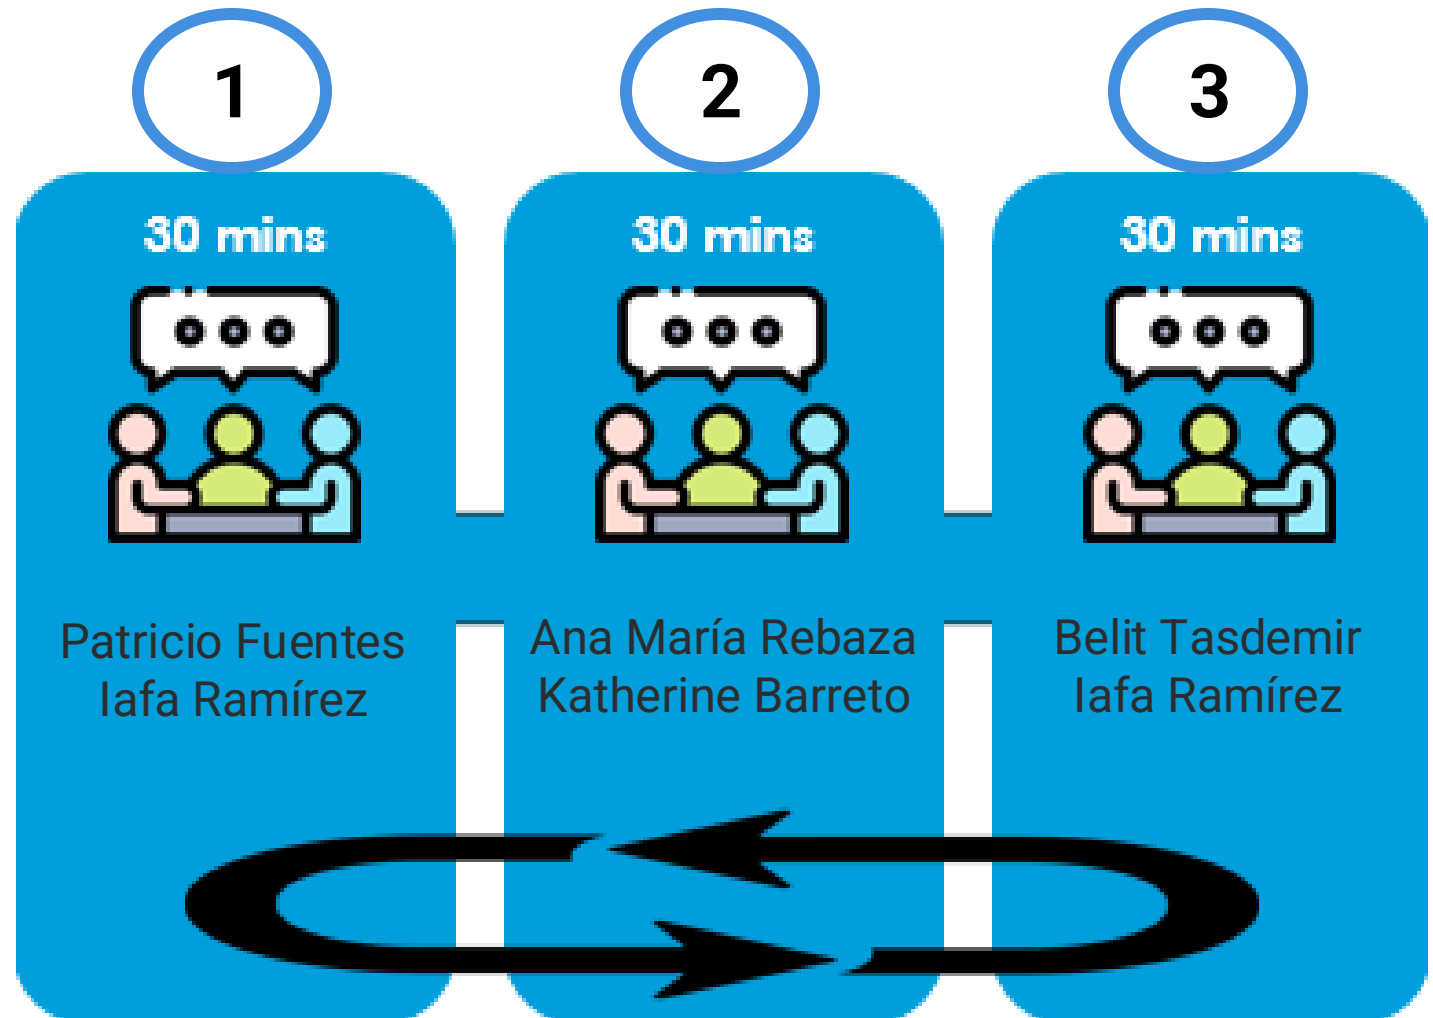 1
2
3
30 mins
30 mins
30 mins
Patricio Fuentes
Iafa Ramírez
Ana María Rebaza
Katherine Barreto
Belit Tasdemir
Iafa Ramírez